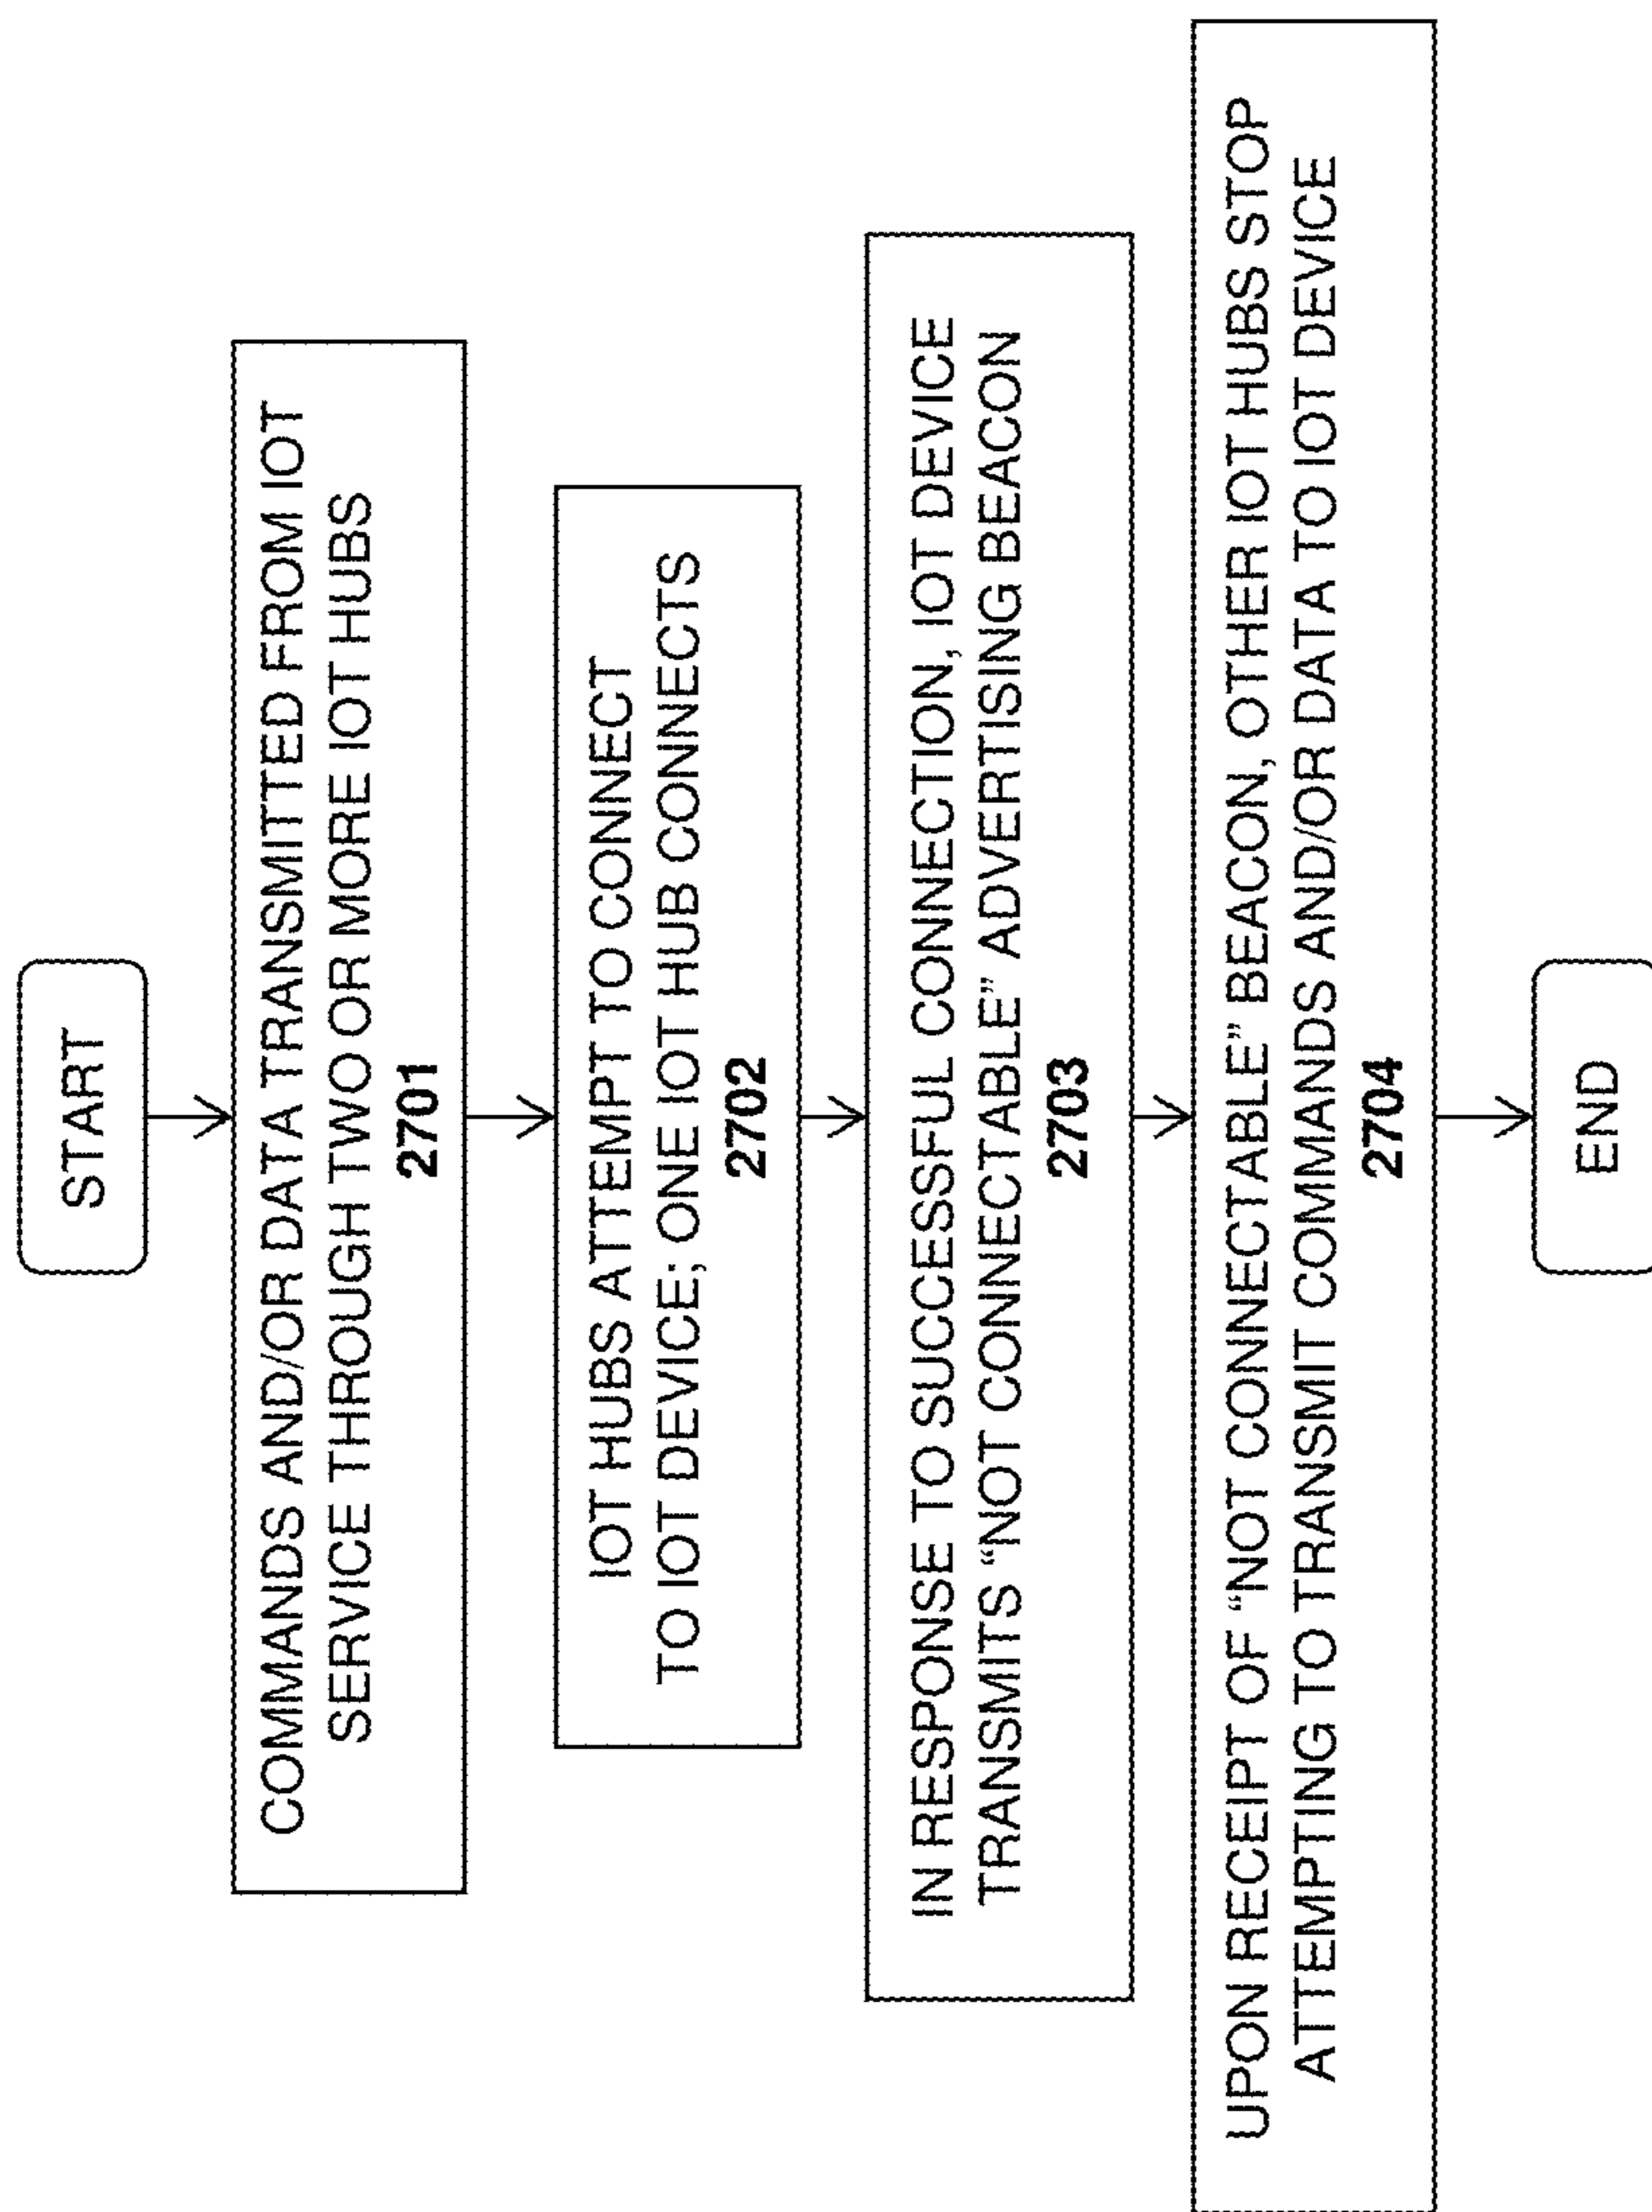 START
COMMANDS AND/OR DATA TRANSMITTED FROM IOT
SERVICE THROUGH TWO OR MORE IOT HUBS
2701
IOT HUBS ATTEMPT TO CONNECT
TO IOT DEVICE; ONE IOT HUB CONNECTS
2702
IN RESPONSE TO SUCCESSFUL CONNECTION, IOT DEVICE
TRANSMITS “NOT CONNECTABLE” ADVERTISING BEACON
2703
UPON RECEIPT OF “NOT CONNECTABLE” BEACON, OTHER IOT HUBS STOP
ATTEMPTING TO TRANSMIT COMMANDS AND/OR DATA TO IOT DEVICE
2704
END